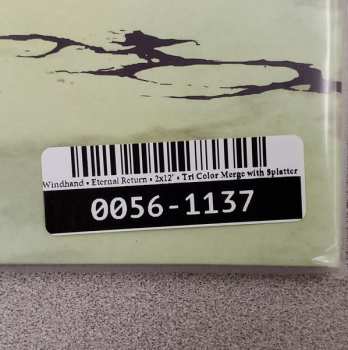 Windhand • Eternal Return • 2x12' • Tri Color Merge with Splatter
0056-1137